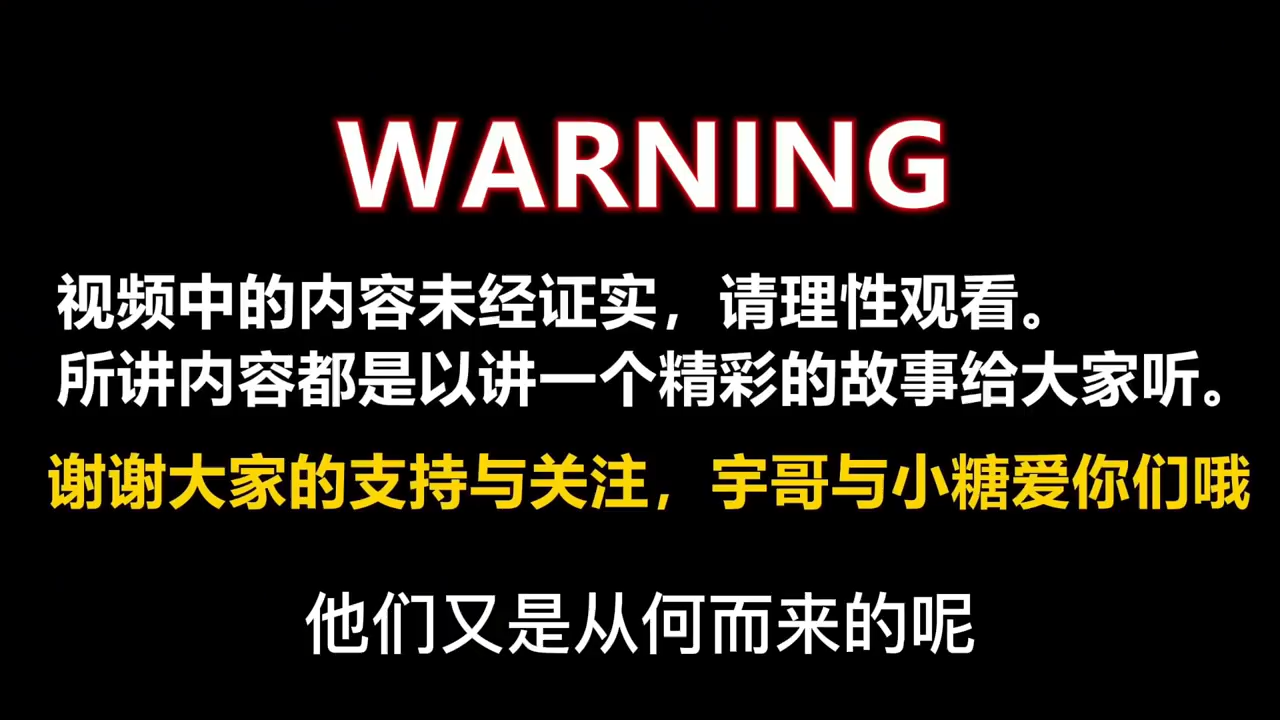 WARNING
视频中的内容未经证实，请理性观看。
所讲内容都是以讲一个精彩的故事给大家听。
谢谢大家的支持与关注，宇哥与小糖爱你们哦
他们又是从何而来的呢